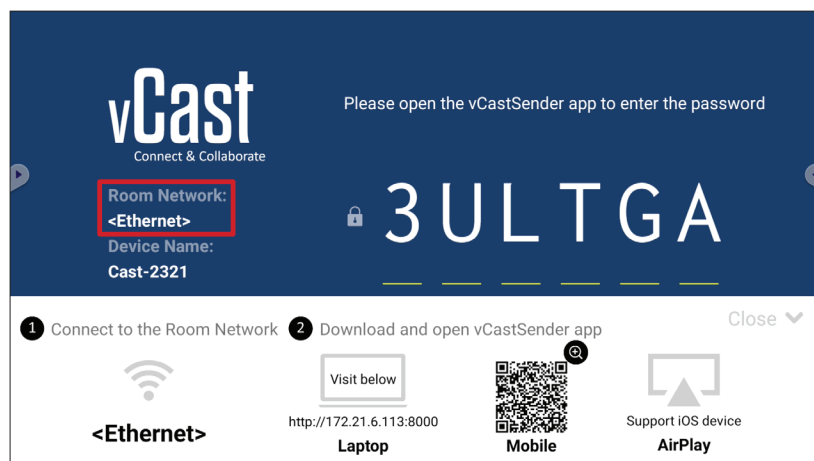 vCast
Connect & Collaborate
Please open the vCastSender app to enter the password
Room Network:
<Ethernet>
Device Name:
Cast-2321
3ULTGA
Close
1 Connect to the Room Network
2 Download and open vCastSender app
<Ethernet>
Visit below
http://172.21.6.113:8000
Laptop
Mobile
Support iOS device
AirPlay